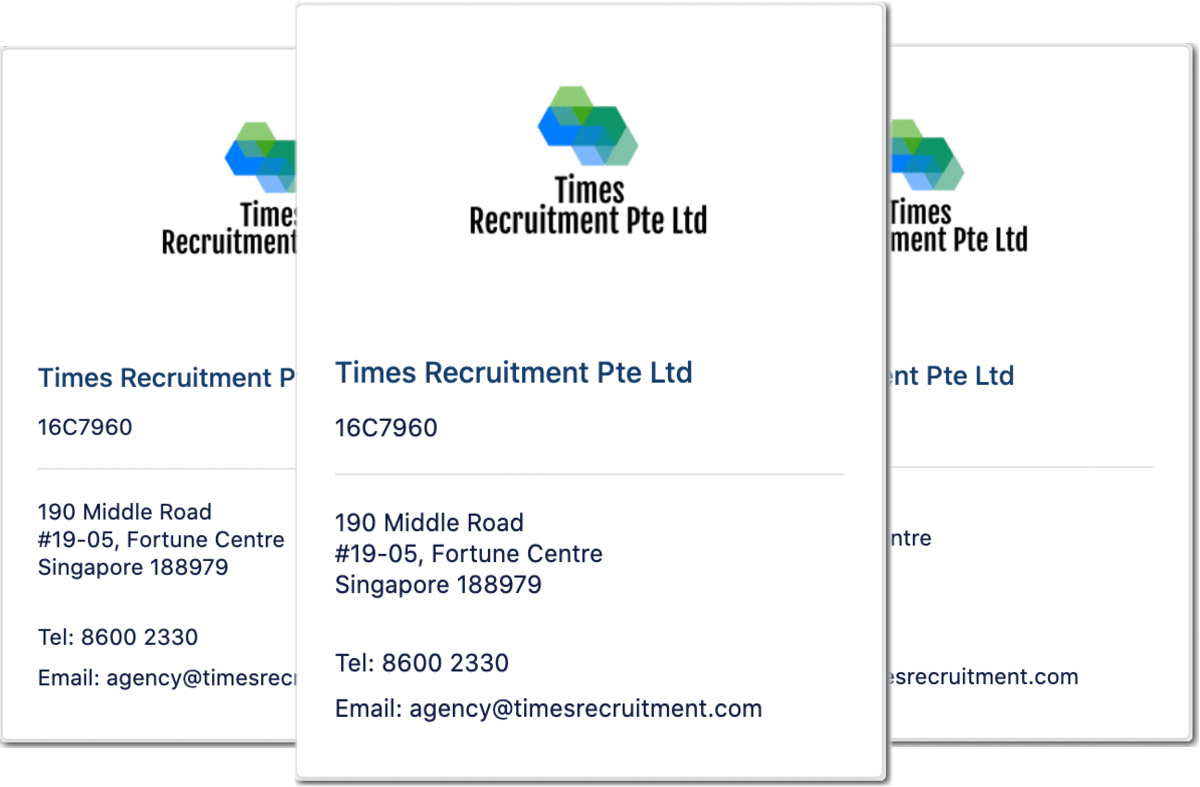 Times
Recruitment
Times Recruitment P
16C7960
190 Middle Road
#19-05, Fortune Centre
Singapore 188979
Tel: 8600 2330
Email: agency@timesrecr
Times
Recruitment Pte Ltd
Times Recruitment Pte Ltd
16C7960
190 Middle Road
#19-05, Fortune Centre
Singapore 188979
Tel: 8600 2330
Email: agency@timesrecruitment.com
Times
ment Pte Ltd
nt Pte Ltd
ntre
esrecruitment.com